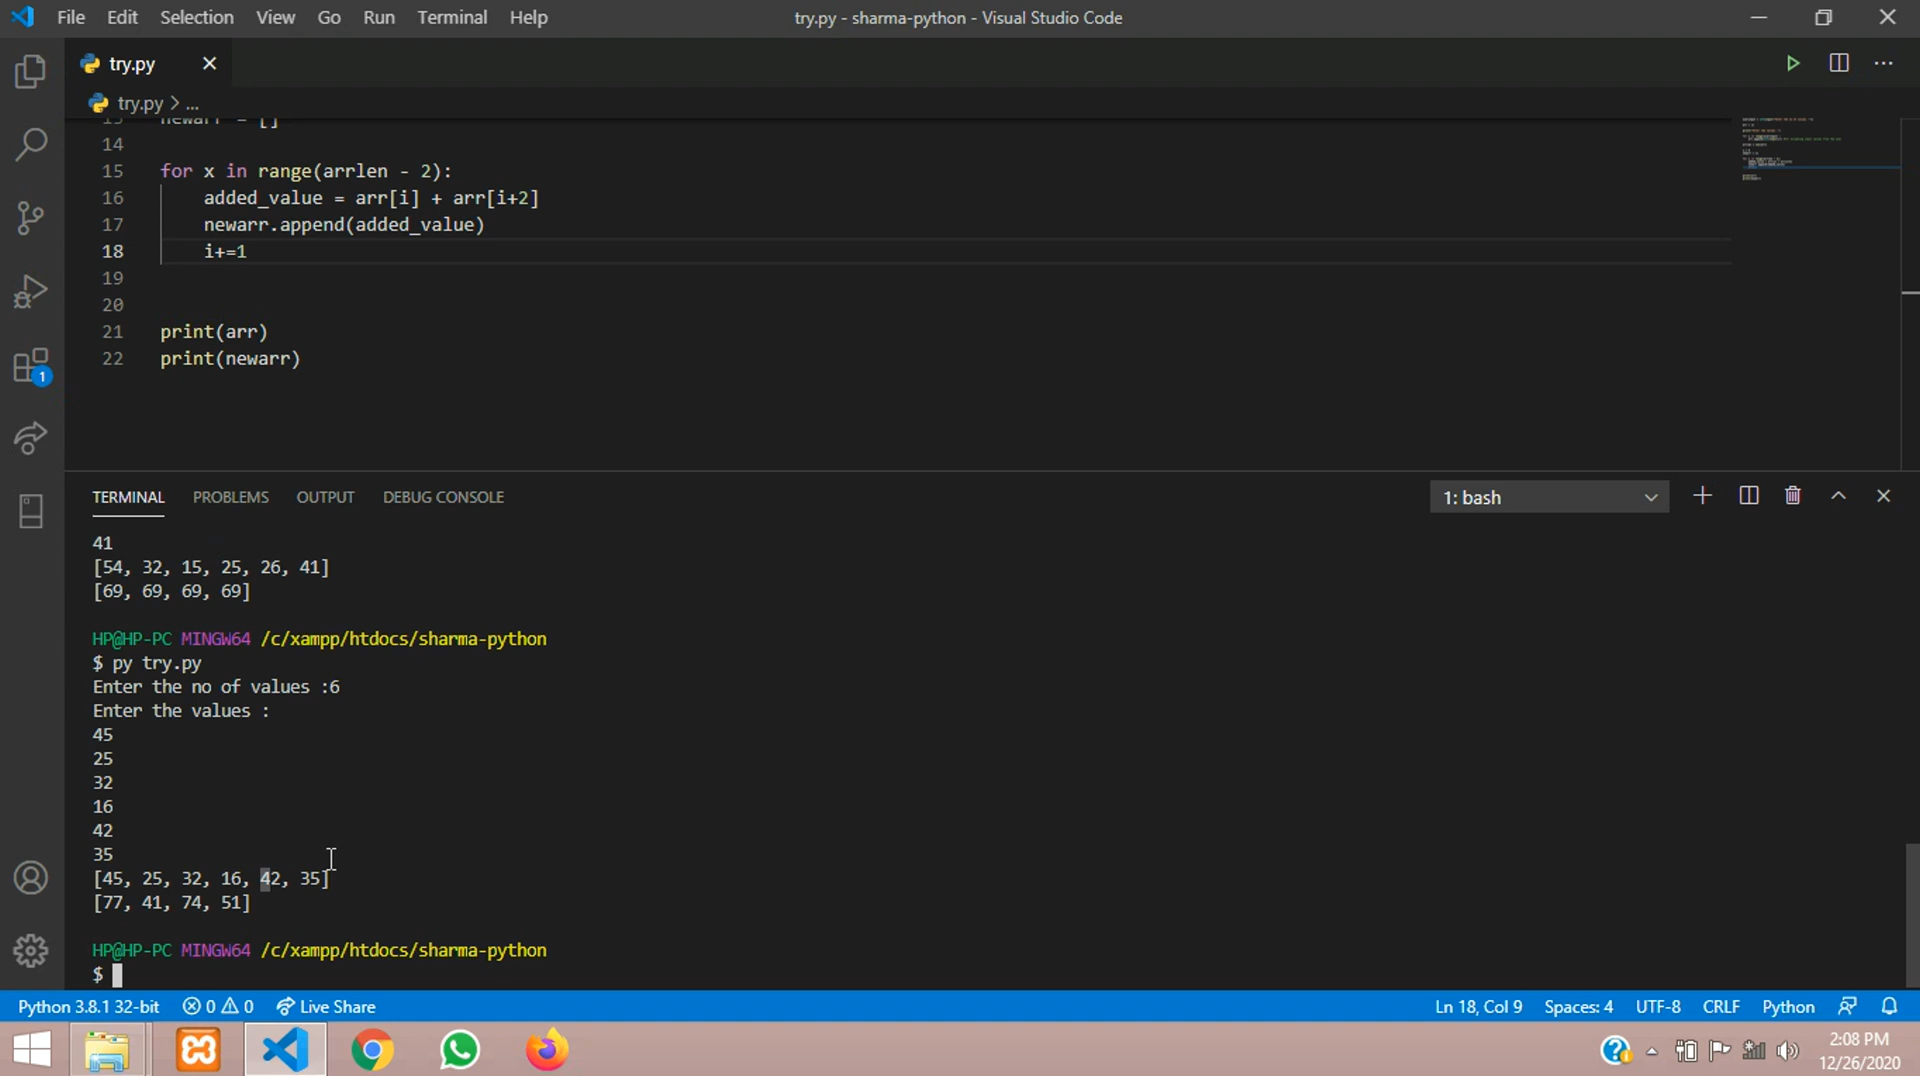 File Edit Selection View Go Run Terminal Help
try.py - sharma-python - Visual Studio Code
try.py
try.py > ...
13 newarr = []
14
15 for x in range(arrlen - 2):
16 added_value = arr[i] + arr[i+2]
17 newarr.append(added_value)
18 i+=1
19
20
21 print(arr)
22 print(newarr)
1
TERMINAL PROBLEMS OUTPUT DEBUG CONSOLE
1: bash
41
[54, 32, 15, 25, 26, 41]
[69, 69, 69, 69]
HP@HP-PC MINGW64 /c/xampp/htdocs/sharma-python
$ py try.py
Enter the no of values :6
Enter the values :
45
25
32
16
42
35
[45, 25, 32, 16, 42, 35]
[77, 41, 74, 51]
HP@HP-PC MINGW64 /c/xampp/htdocs/sharma-python
$
Python 3.8.1 32-bit 0 0 Live Share
Ln 18, Col 9 Spaces: 4 UTF-8 CRLF Python
2:08 PM
12/26/2020